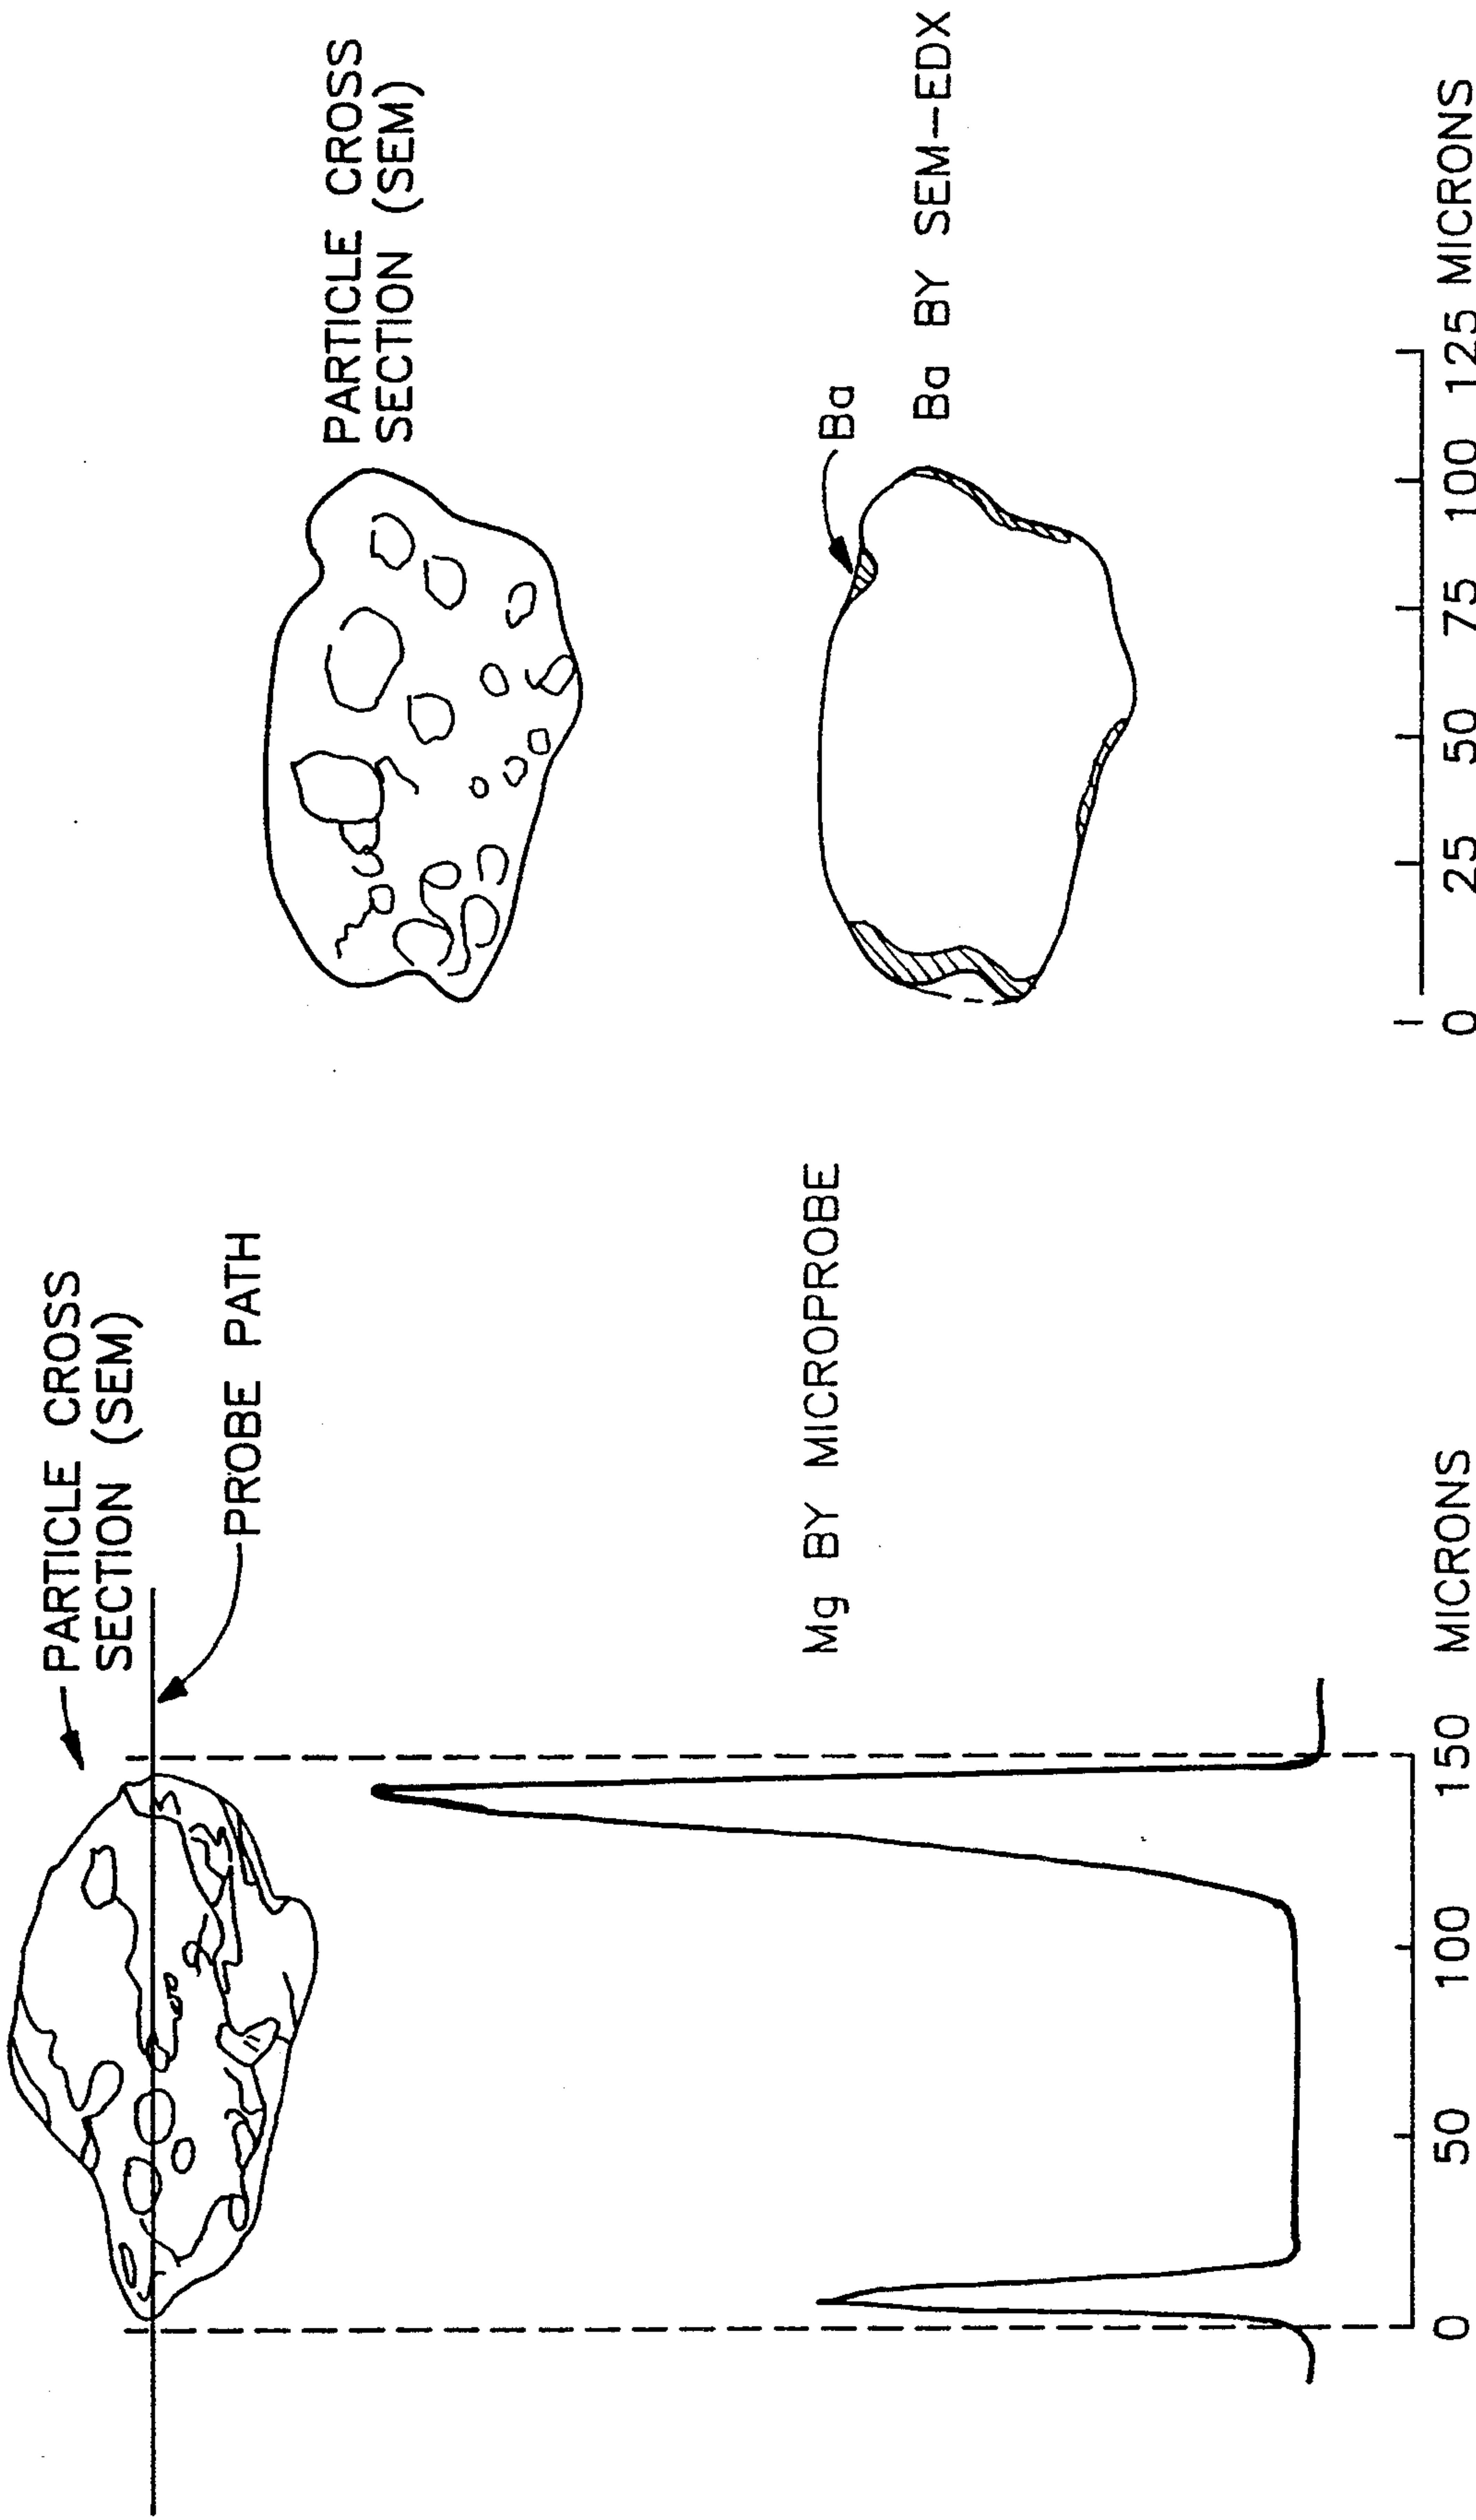 PARTICLE CROSS
SECTION (SEM)
PROBE PATH
Mg BY MICROPROBE
0 50 100 150 MICRONS
PARTICLE CROSS
SECTION (SEM)
Ba
Ba BY SEM-EDX
0 25 50 75 100 125 MICRONS